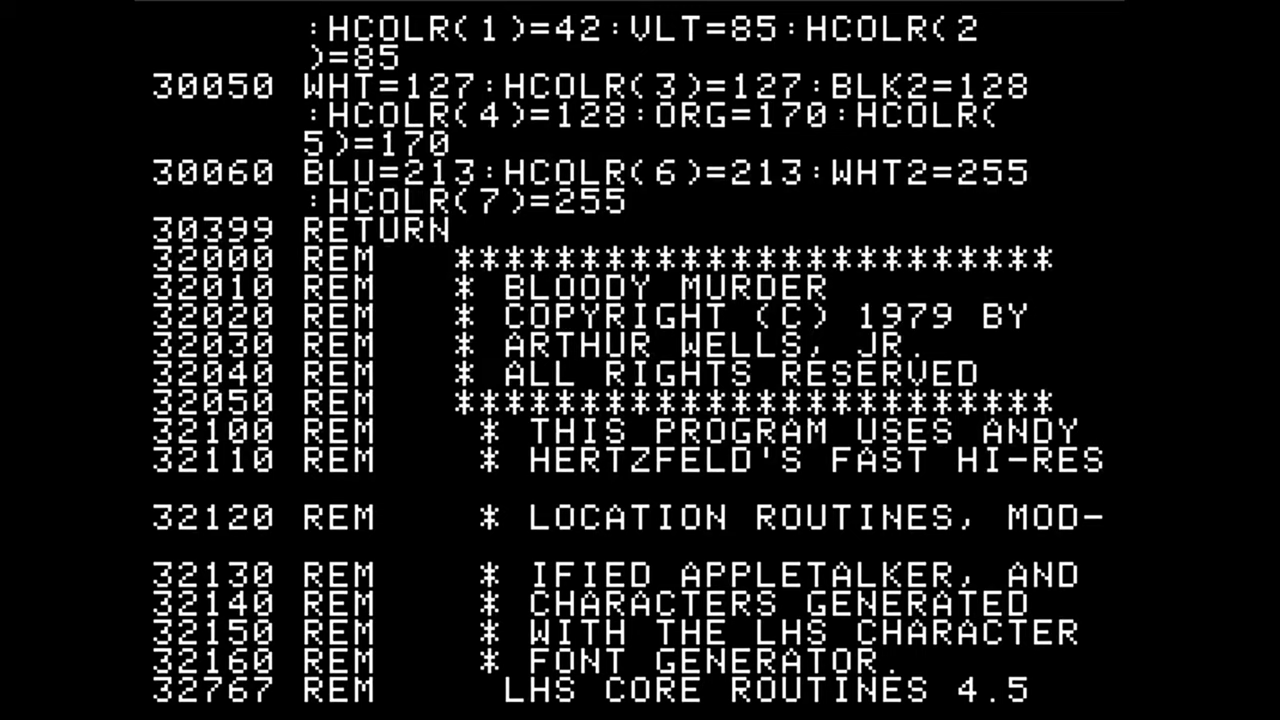 :HCOLR(1)=42:VLT=85:HCOLR(2
)=85
30050 WHT=127:HCOLR(3)=127:BLK2=128
:HCOLR(4)=128:ORG=170:HCOLR(
5)=170
30060 BLU=213:HCOLR(6)=213:WHT2=255
:HCOLR(7)=255
30399 RETURN
32000 REM ************************
32010 REM * BLOODY MURDER
32020 REM * COPYRIGHT (C) 1979 BY
32030 REM * ARTHUR WELLS, JR.
32040 REM * ALL RIGHTS RESERVED
32050 REM ************************
32100 REM * THIS PROGRAM USES ANDY
32110 REM * HERTZFELD'S FAST HI-RES
32120 REM * LOCATION ROUTINES, MOD-
32130 REM * IFIED APPLETALKER, AND
32140 REM * CHARACTERS GENERATED
32150 REM * WITH THE LHS CHARACTER
32160 REM * FONT GENERATOR.
32767 REM LHS CORE ROUTINES 4.5